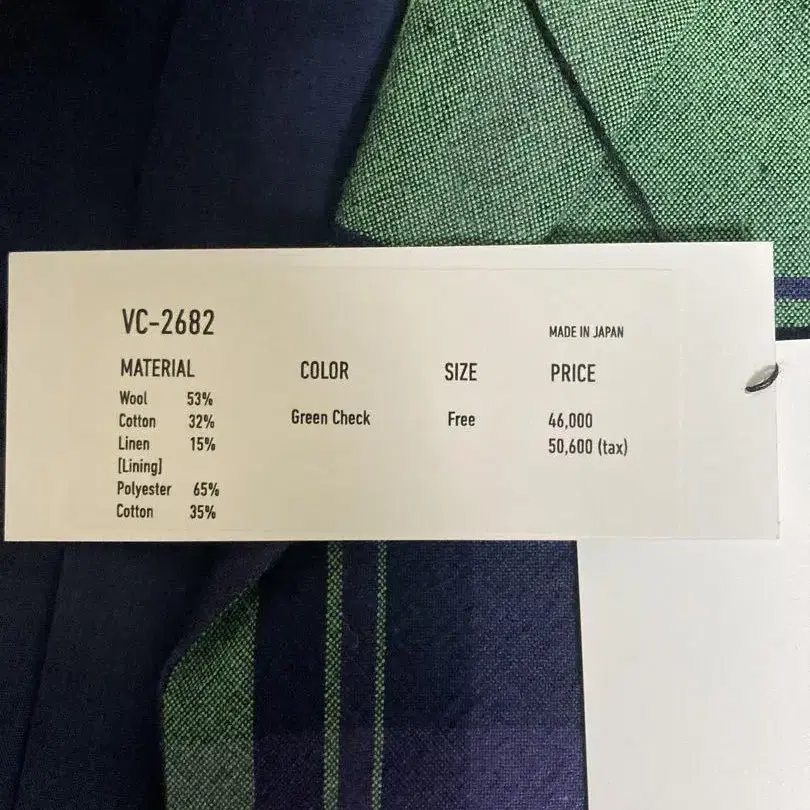 VC-2682
MADE IN JAPAN
MATERIAL COLOR SIZE PRICE
Wool 53%
Cotton 32% Green Check Free 46,000
Linen 15% 50,600 (tax)
[Lining]
Polyester 65%
Cotton 35%